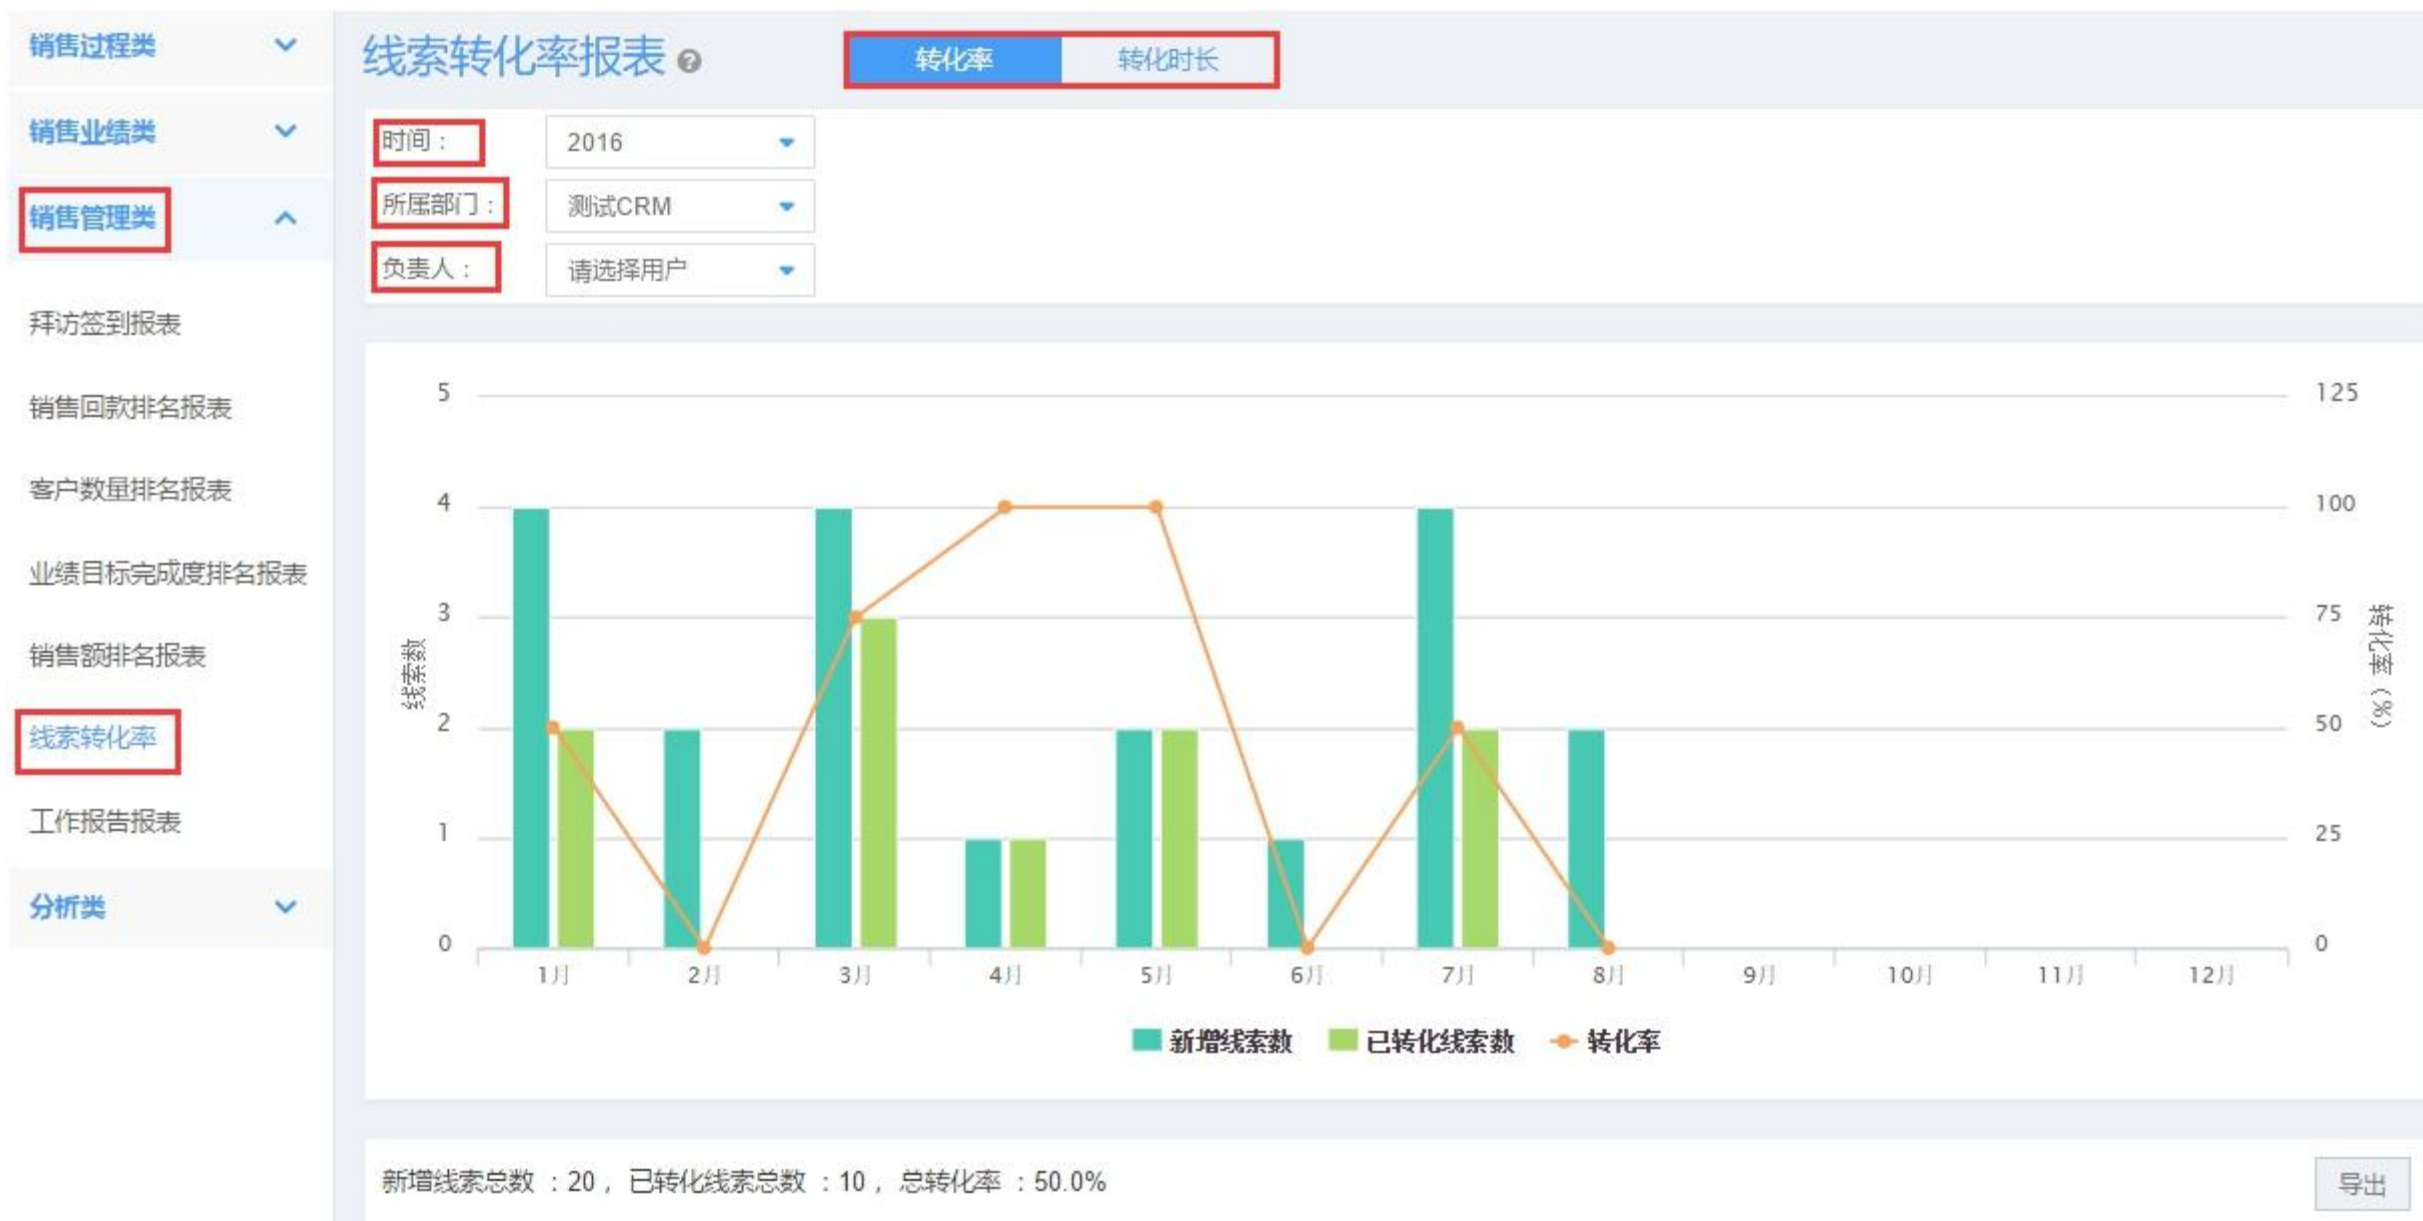 销售过程类
销售业绩类
销售管理类
拜访签到报表
销售回款排名报表
客户数量排名报表
业绩目标完成度排名报表
销售额排名报表
线索转化率
工作报告报表
分析类
线索转化率报表
转化率 转化时长
时间： 2016
所属部门： 测试CRM
负责人： 请选择用户
线索数
5
4
3
2
1
0
125
100
75
50
25
0
转化率（%）
1月 2月 3月 4月 5月 6月 7月 8月 9月 10月 11月 12月
新增线索数 已转化线索数 转化率
新增线索总数 ：20， 已转化线索总数 ：10， 总转化率 ：50.0%
导出